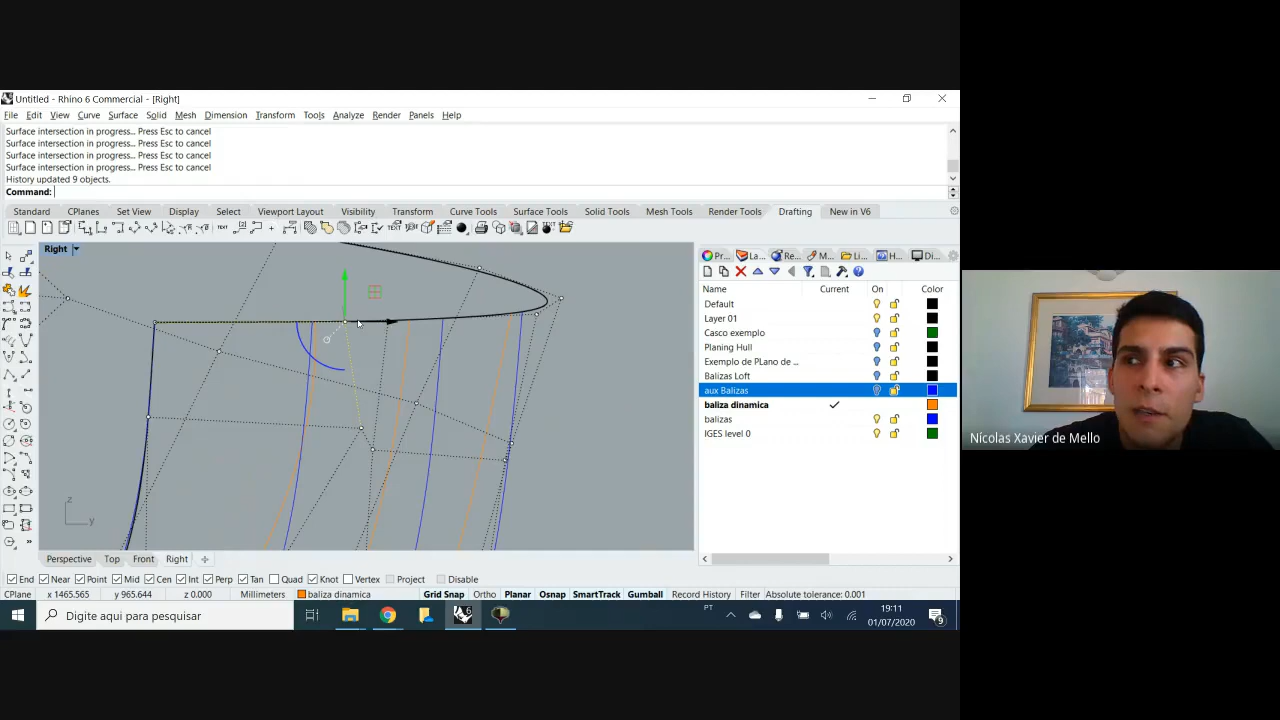 Untitled - Rhino 6 Commercial - [Right]
File Edit View Curve Surface Solid Mesh Dimension Transform Tools Analyze Render Panels Help
Surface intersection in progress... Press Esc to cancel
Surface intersection in progress... Press Esc to cancel
Surface intersection in progress... Press Esc to cancel
Surface intersection in progress... Press Esc to cancel
History updated 9 objects.
Command:
Standard CPlanes Set View Display Select Viewport Layout Visibility Transform Curve Tools Surface Tools Solid Tools Mesh Tools Render Tools Drafting New in V6
Right
Pr... La... Re... M... Li... H... Di...
Name Current On Color
Default
Layer 01
Casco exemplo
Planing Hull
Exemplo de PLano de ...
Balizas Loft
aux Balizas
baliza dinamica
balizas
IGES level 0
z
y
Perspective Top Front Right
End Near Point Mid Cen Int Perp Tan Quad Knot Vertex Project Disable
CPlane x 1465.565 y 965.644 z 0.000 Millimeters baliza dinamica Grid Snap Ortho Planar Osnap SmartTrack Gumball Record History Filter Absolute tolerance: 0.001
Digite aqui para pesquisar
PT
19:11
01/07/2020
9
Nícolas Xavier de Mello